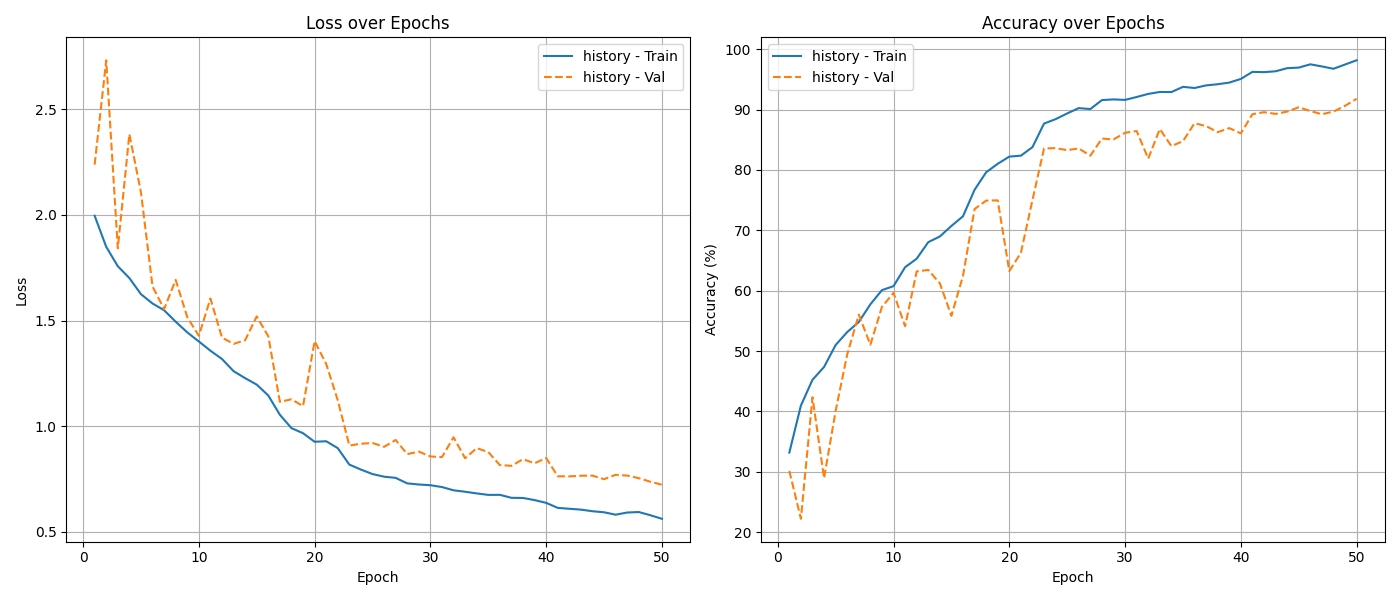 Loss over Epochs
history - Train
history - Val
Loss
2.5
2.0
1.5
1.0
0.5
0 10 20 30 40 50
Epoch
Accuracy over Epochs
history - Train
history - Val
Accuracy (%)
100
90
80
70
60
50
40
30
20
0 10 20 30 40 50
Epoch